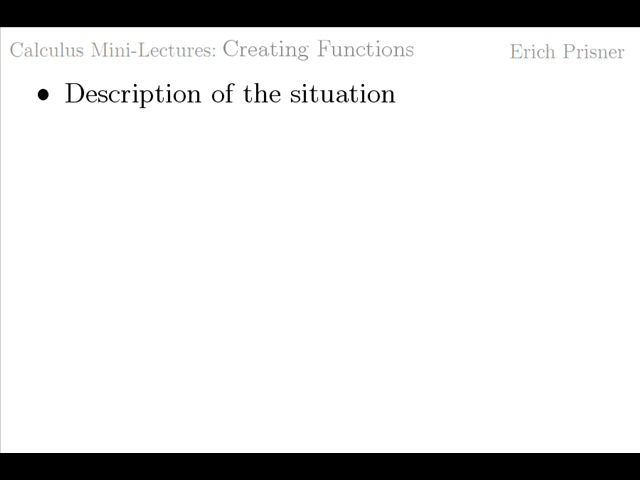 Calculus Mini-Lectures: Creating Functions Erich Prisner
• Description of the situation